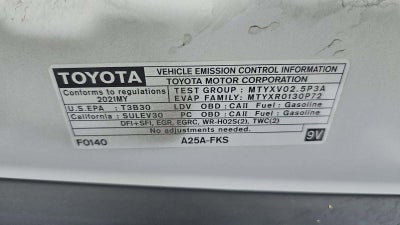 TOYOTA
VEHICLE EMISSION CONTROL INFORMATION
TOYOTA MOTOR CORPORATION
Conforms to regulations
2021MY
TEST GROUP : MTYXV02.5P3A
EVAP FAMILY: MTYXR0130P72
U.S.EPA : T3B30 LDV OBD : CAII Fuel : Gasoline
California : SULEV30 PC OBD : CAII Fuel : Gasoline
DFI+SFI, EGR, EGRC, WR-HO2S(2), TWC(2)
No adjustments needed.
F0140 A25A-FKS 9V